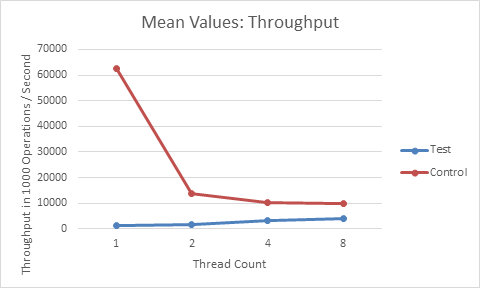 Mean Values: Throughput
Throughput in 1000 Operations / Second
70000
60000
50000
40000
30000
20000
10000
0
1 2 4 8
Thread Count
Test
Control